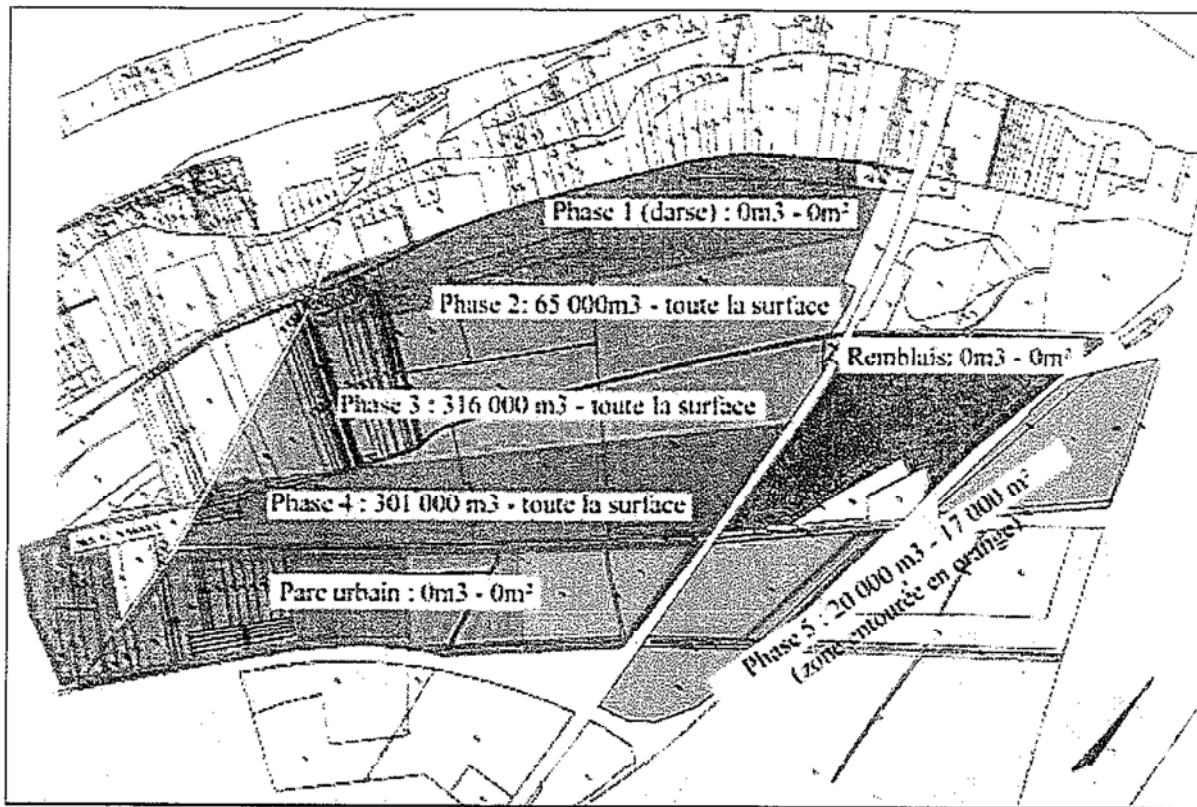 Phase 1 (darse) : 0m3 - 0m²
Phase 2: 65 000m3 - toute la surface
Remblais: 0m3 - 0m²
Phase 3 : 316 000 m3 - toute la surface
Phase 4 : 301 000 m3 - toute la surface
Parc urbain : 0m3 - 0m²
Phase 5 : 20 000 m3 - 17 000 m²
(zone entourée en orange)